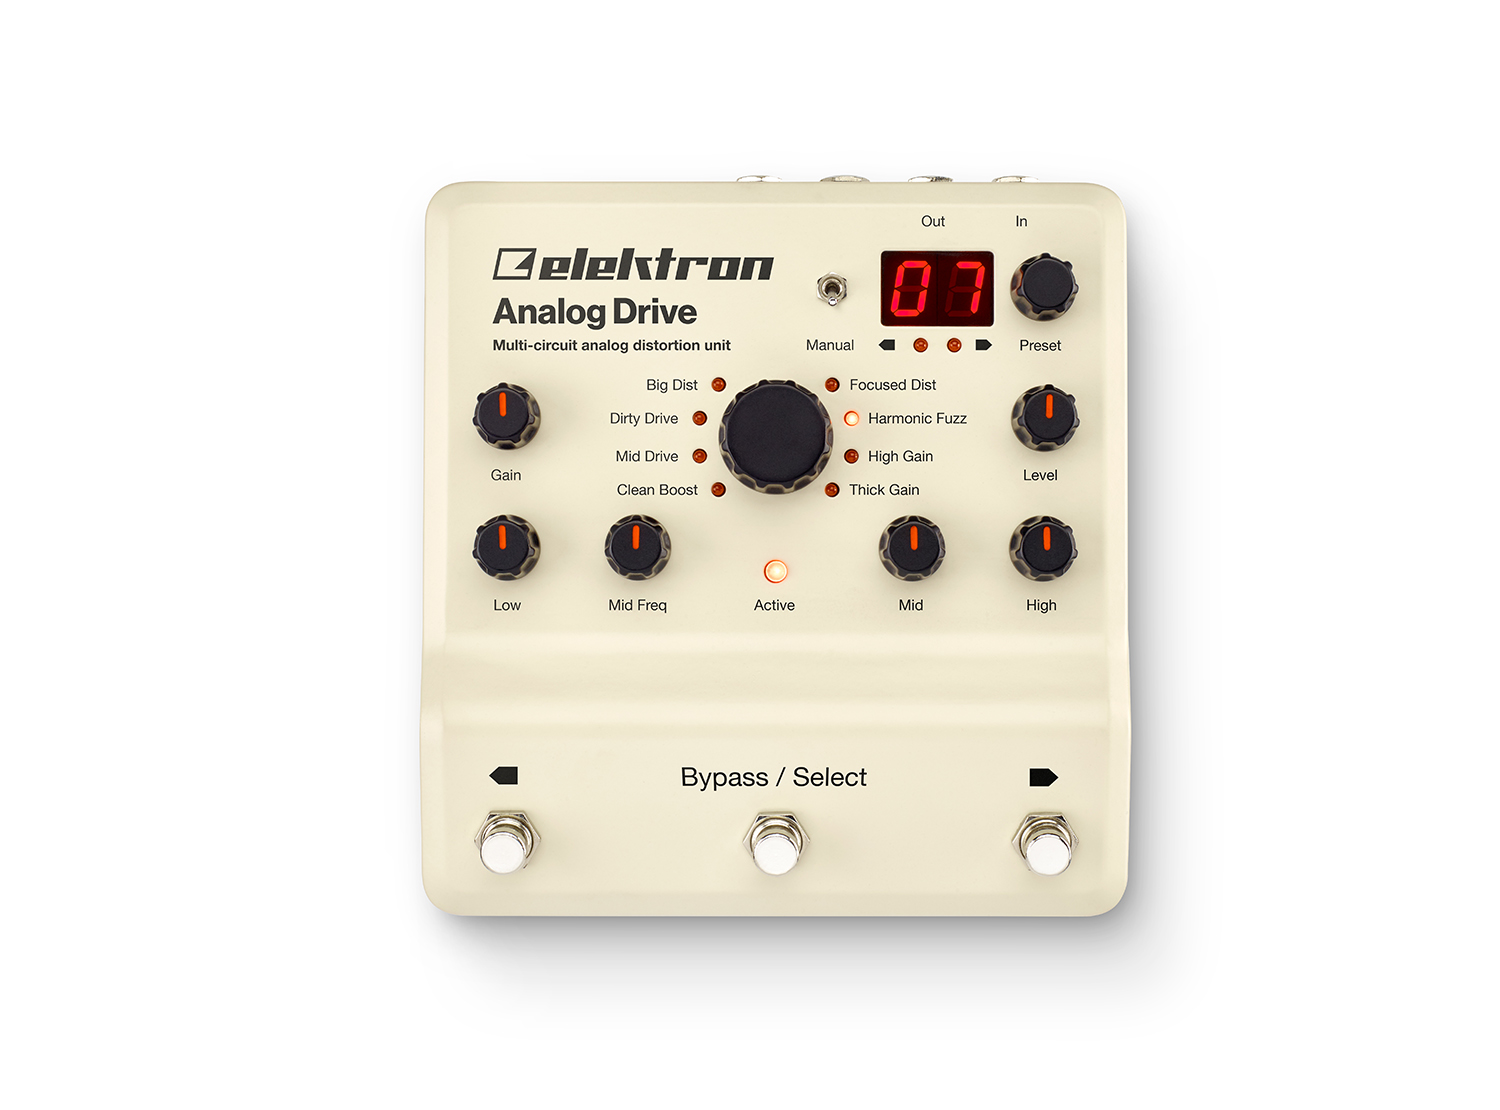 Out In
elektron
Analog Drive
Multi-circuit analog distortion unit
07
Manual Preset
Big Dist Focused Dist
Dirty Drive Harmonic Fuzz
Mid Drive High Gain
Clean Boost Thick Gain
Gain Level
Low Mid Freq Active Mid High
Bypass / Select